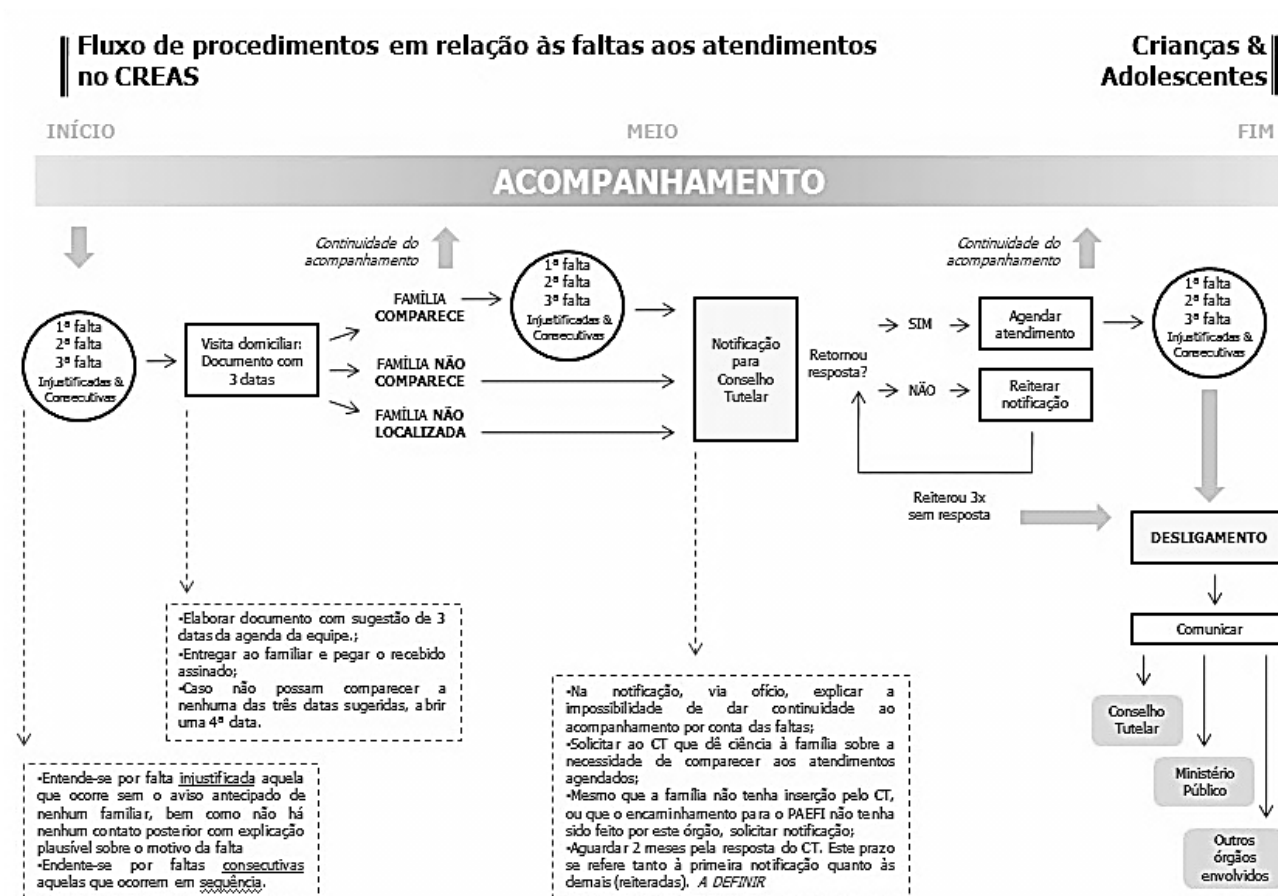 Fluxo de procedimentos em relação às faltas aos atendimentos
no CREAS
Crianças &
Adolescentes
INÍCIO
MEIO
FIM
ACOMPANHAMENTO
1ª falta
2ª falta
3ª falta
Injustificadas &
Consecutivas
Visita domiciliar:
Documento com
3 datas
Continuidade do
acompanhamento
FAMÍLIA
COMPARECE
FAMÍLIA NÃO
COMPARECE
FAMÍLIA NÃO
LOCALIZADA
1ª falta
2ª falta
3ª falta
Injustificadas &
Consecutivas
Notificação
para
Conselho
Tutelar
Retornou
resposta?
SIM
NÃO
Continuidade do
acompanhamento
Agendar
atendimento
Reiterar
notificação
1ª falta
2ª falta
3ª falta
Injustificadas &
Consecutivas
Reiterou 3x
sem resposta
DESLIGAMENTO
Comunicar
Conselho
Tutelar
Ministério
Público
Outros
órgãos
envolvidos
•Elaborar documento com sugestão de 3
datas da agenda da equipe.;
•Entregar ao familiar e pegar o recebido
assinado;
•Caso não possam comparecer a
nenhuma das três datas sugeridas, abrir
uma 4ª data.
•Entende-se por falta injustificada aquela
que ocorre sem o aviso antecipado de
nenhum familiar, bem como não há
nenhum contato posterior com explicação
plausível sobre o motivo da falta
•Endente-se por faltas consecutivas
aquelas que ocorrem em sequência.
•Na notificação, via ofício, explicar a
impossibilidade de dar continuidade ao
acompanhamento por conta das faltas;
•Solicitar ao CT que dê ciência à família sobre a
necessidade de comparecer aos atendimentos
agendados;
•Mesmo que a família não tenha inserção pelo CT,
ou que o encaminhamento para o PAEFI não tenha
sido feito por este órgão, solicitar notificação;
•Aguardar 2 meses pela resposta do CT. Este prazo
se refere tanto à primeira notificação quanto às
demais (reiteradas). A DEFINIR